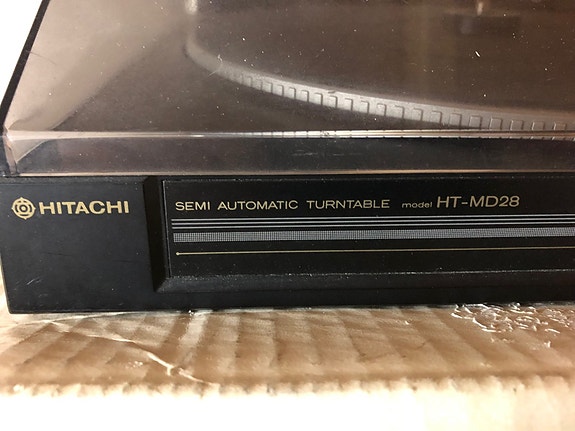 HITACHI
SEMI AUTOMATIC TURNTABLE model HT-MD28